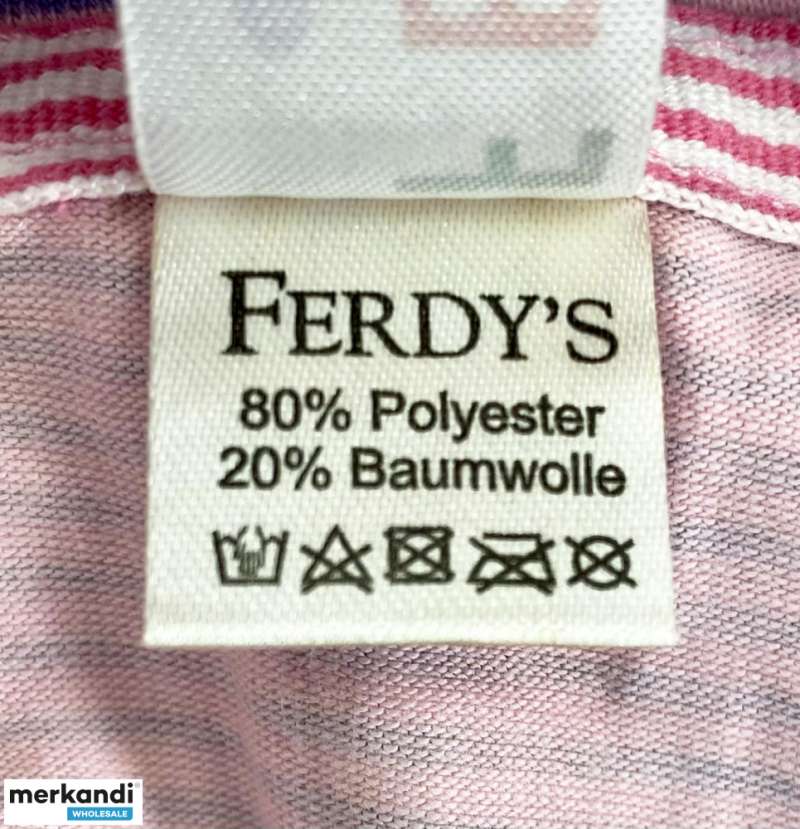 FERDY'S
80% Polyester
20% Baumwolle
merkandi
WHOLESALE